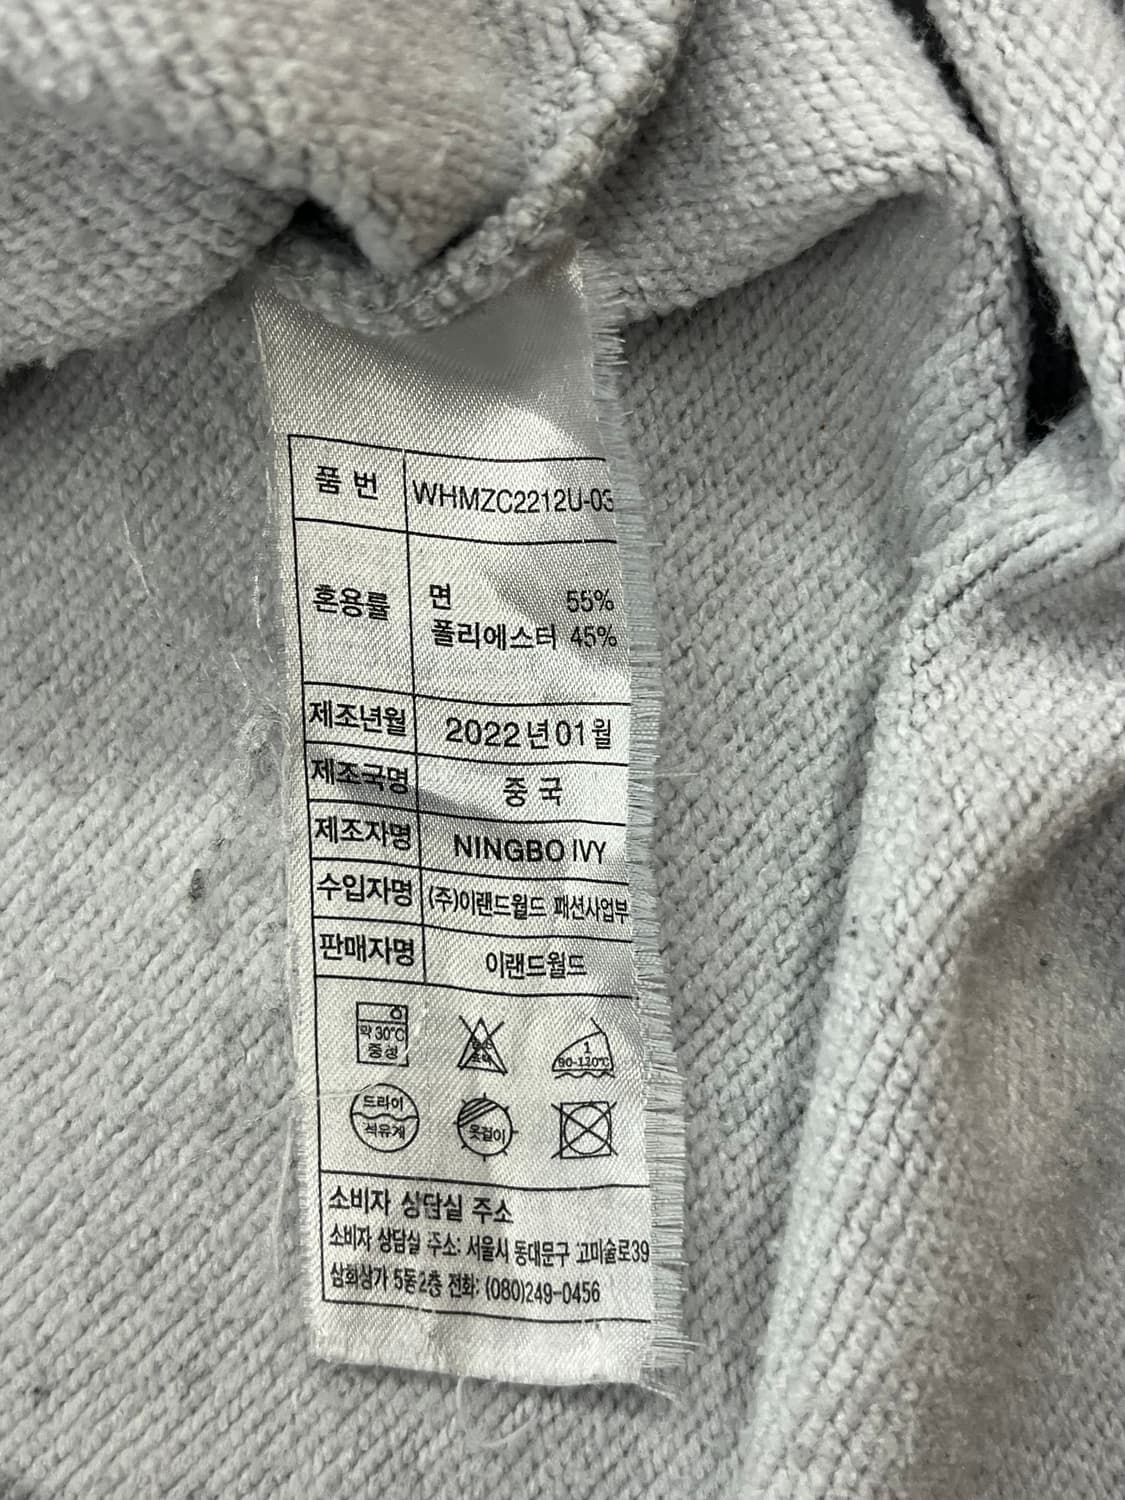 품 번 WHMZC2212U-03
혼용률 면 55%
폴리에스터 45%
제조년월 2022년 01월
제조국명 중 국
제조자명 NINGBO IVY
수입자명 (주)이랜드월드 패션사업부
판매자명 이랜드월드
약 30℃
중성
1
90-120℃
드라이
석유계
옷걸이
소비자 상담실 주소
소비자 상담실 주소: 서울시 동대문구 고미술로39
삼화상가 5동2층 전화: (080)249-0456